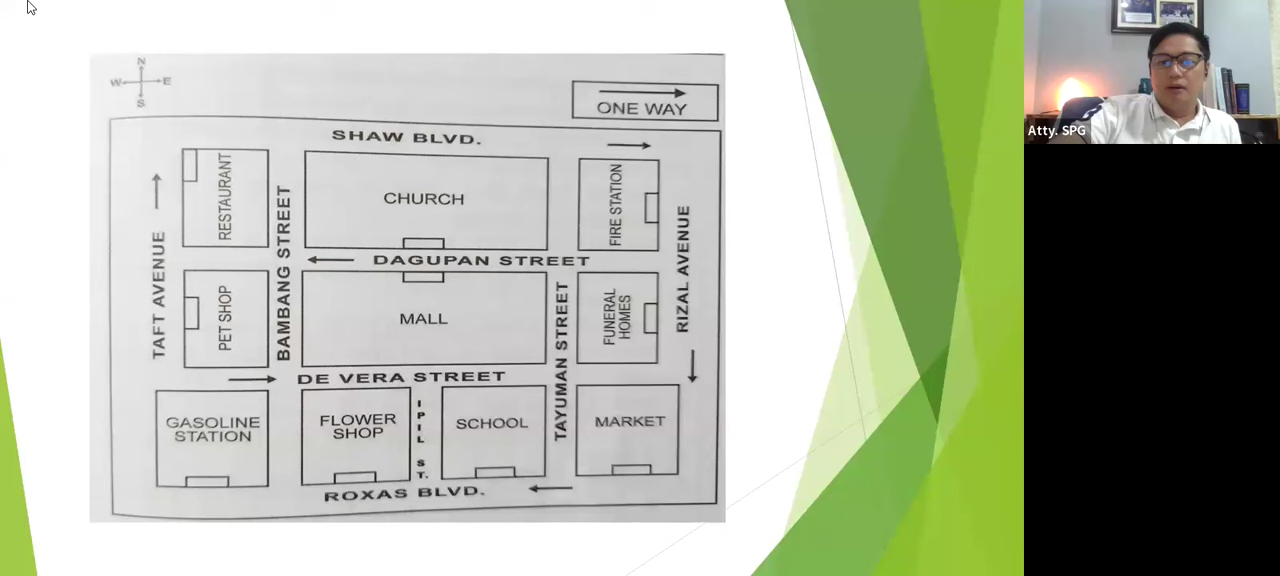 N
W E
S
ONE WAY
SHAW BLVD.
RESTAURANT
CHURCH
FIRE STATION
TAFT AVENUE
BAMBANG STREET
DAGUPAN STREET
RIZAL AVENUE
PET SHOP
MALL
TAYUMAN STREET
FUNERAL
HOMES
DE VERA STREET
GASOLINE
STATION
FLOWER
SHOP
IPIL ST.
SCHOOL
MARKET
ROXAS BLVD.
Atty. SPG